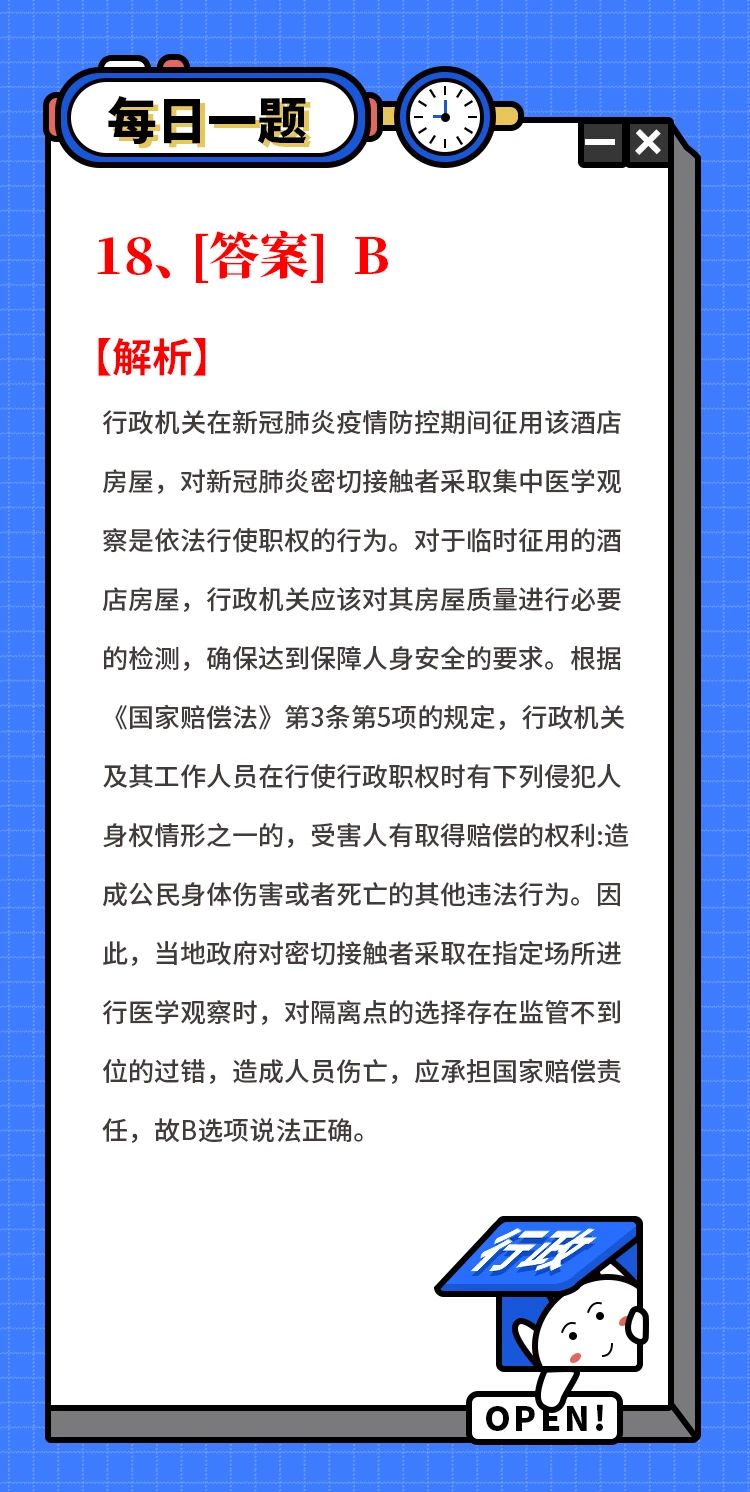 每日一题
18、[答案] B
【解析】
行政机关在新冠肺炎疫情防控期间征用该酒店
房屋，对新冠肺炎密切接触者采取集中医学观
察是依法行使职权的行为。对于临时征用的酒
店房屋，行政机关应该对其房屋质量进行必要
的检测，确保达到保障人身安全的要求。根据
《国家赔偿法》第3条第5项的规定，行政机关
及其工作人员在行使行政职权时有下列侵犯人
身权情形之一的，受害人有取得赔偿的权利:造
成公民身体伤害或者死亡的其他违法行为。因
此，当地政府对密切接触者采取在指定场所进
行医学观察时，对隔离点的选择存在监管不到
位的过错，造成人员伤亡，应承担国家赔偿责
任，故B选项说法正确。
行政
OPEN!